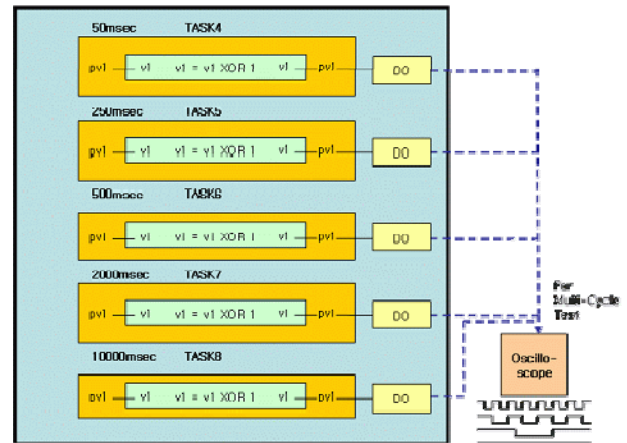 50msec TASK4
pv1 v1 v1 = v1 XOR 1 v1 pv1 DO
250msec TASK5
pv1 v1 v1 = v1 XOR 1 v1 pv1 DO
500msec TASK6
pv1 v1 v1 = v1 XOR 1 v1 pv1 DO
2000msec TASK7
pv1 v1 v1 = v1 XOR 1 v1 pv1 DO
10000msec TASK8
pv1 v1 v1 = v1 XOR 1 v1 pv1 DO
For
Multi-Cycle
Test
Oscillo-
scope